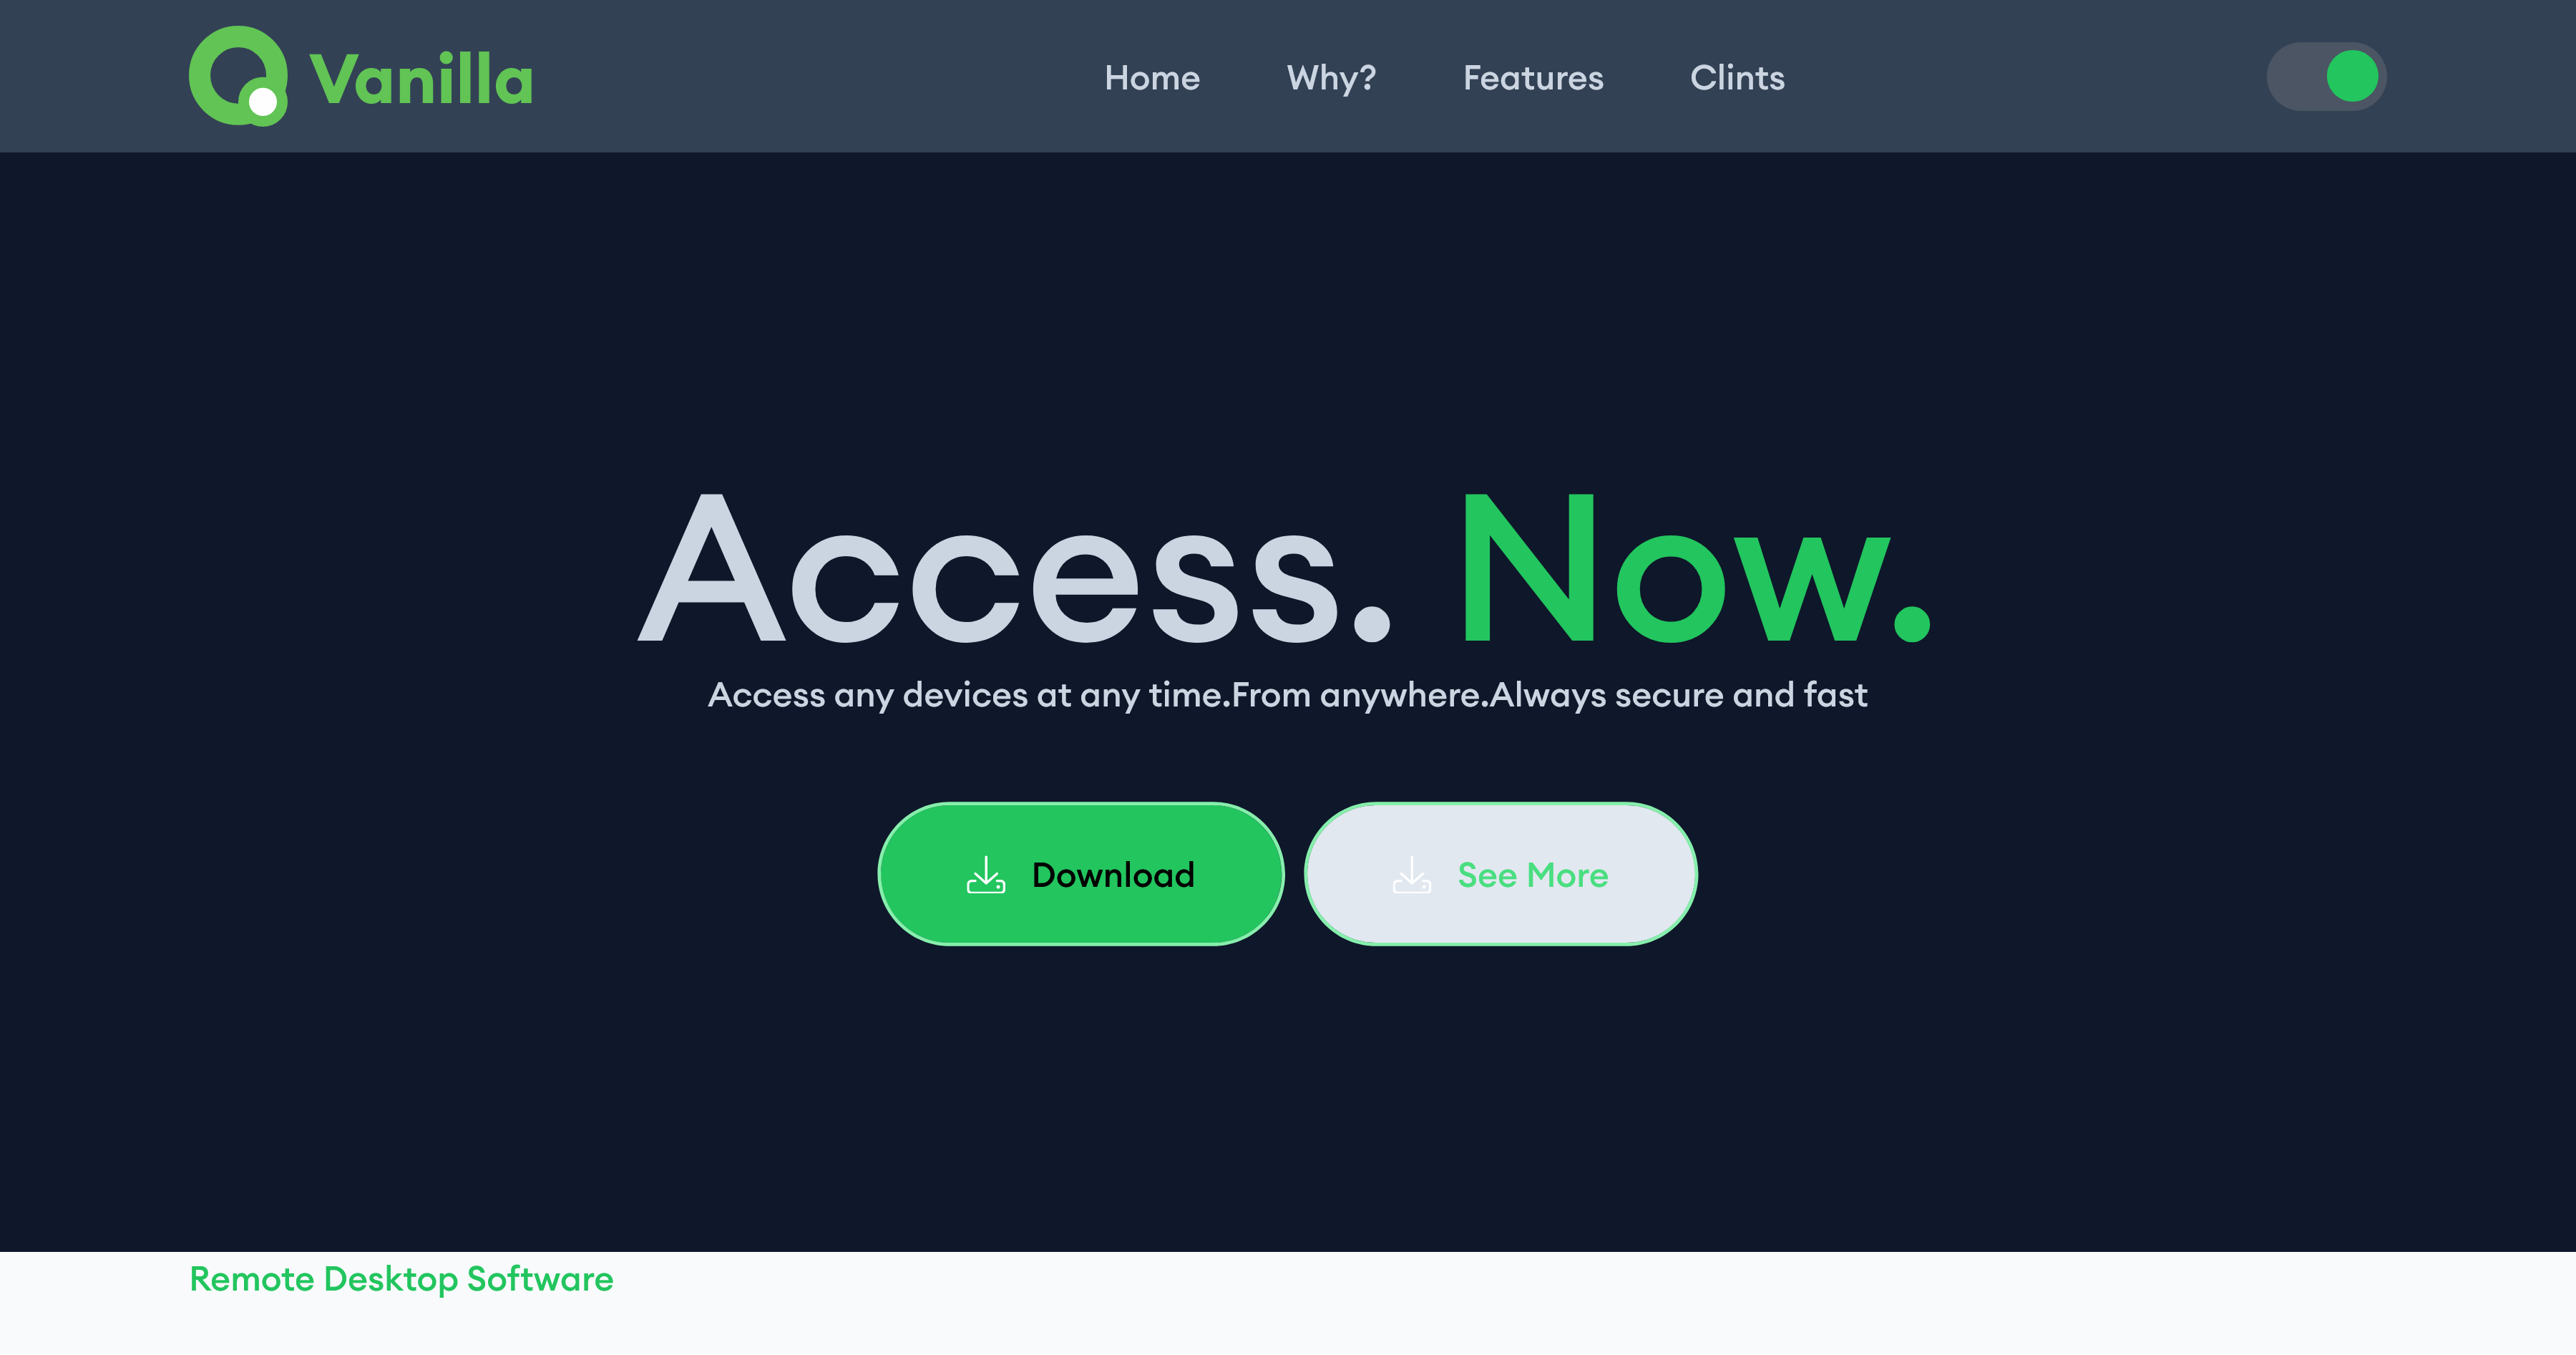 Vanilla
Home Why? Features Clints
Access. Now.
Access any devices at any time.From anywhere.Always secure and fast
Download See More
Remote Desktop Software